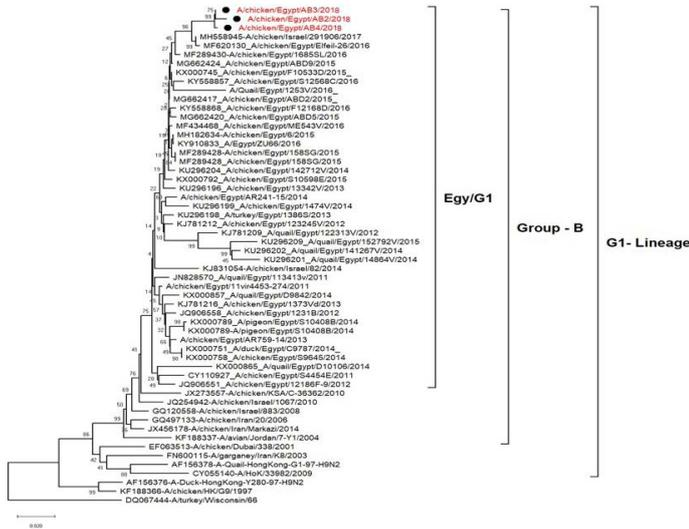 A/chicken/Egypt/AB3/2018
A/chicken/Egypt/AB2/2018
A/chicken/Egypt/AB4/2018
MH558945-A/chicken/Israel/291906/2017
MF620130_A/chicken/Egypt/Elfeil-26/2016
MF289430-A/chicken/Egypt/1685SL/2016
MG662424_A/chicken/Egypt/ABD9/2015
KX000745_A/chicken/Egypt/F10533D/2015_
KY558857_A/chicken/Egypt/S12568C/2016
A/Quail/Egypt/1253V/2016_
MG662417_A/chicken/Egypt/ABD2/2015_
KY558868_A/chicken/Egypt/F12168D/2016
MG662420_A/chicken/Egypt/ABD5/2015
MF434468_A/chicken/Egypt/ME543V/2016
MH182634-A/chicken/Egypt/6/2015
KY910833_A/Egypt/ZU66/2016
MF289428-A/chicken/Egypt/158SG/2015
MF289428_A/chicken/Egypt/158SG/2015
KU296204_A/chicken/Egypt/142712V/2014
KX000792_A/chicken/Egypt/S10598E/2015
KU296196_A/chicken/Egypt/13342V/2013
A/chicken/Egypt/AR241-15/2014
KU296199_A/chicken/Egypt/1474V/2014
KU296198_A/turkey/Egypt/1386S/2013
KJ781212_A/chicken/Egypt/123245V/2012
KJ781209_A/quail/Egypt/122313V/2012
KU296209_A/quail/Egypt/152792V/2015
KU296202_A/quail/Egypt/141267V/2014
KU296201_A/quail/Egypt/14864V/2014
KJ831054-A/chicken/Israel/82/2014
JN828570_A/quail/Egypt/113413v/2011
A/chicken/Egypt/11vir4453-274/2011
KX000857_A/quail/Egypt/D9842/2014
KJ781216_A/chicken/Egypt/1373Vd/2013
JQ906558_A/chicken/Egypt/1231B/2012
KX000789_A/pigeon/Egypt/S10408B/2014
KX000789-A/pigeon/Egypt/S10408B/2014
A/chicken/Egypt/AR759-14/2013
KX000751_A/duck/Egypt/C9787/2014_
KX000758_A/chicken/Egypt/S9645/2014
KX000865_A/quail/Egypt/D10106/2014
CY110927_A/chicken/Egypt/S4454E/2011
JQ906551_A/chicken/Egypt/12186F-9/2012
JX273557-A/chicken/KSA/C-36362/2010
JQ254942-A/chicken/Israel/1067/2010
GQ120558-A/chicken/Israel/883/2008
GQ497133-A/chicken/Iran/20/2006
JX456178-A/chicken/Iran/Markazi/2014
KF188337-A/avian/Jordan/7-Y1/2004
EF063513-A/chicken/Dubai/338/2001
FN600115-A/garganey/Iran/K8/2003
AF156378-A-Quail-HongKong-G1-97-H9N2
CY055140-A/HoK/33982/2009
AF156376-A-Duck-HongKong-Y280-97-H9N2
KF188366-A/chicken/HK/G9/1997
DQ067444-A/turkey/Wisconsin/66
Egy/G1
Group - B
G1- Lineage
0.020